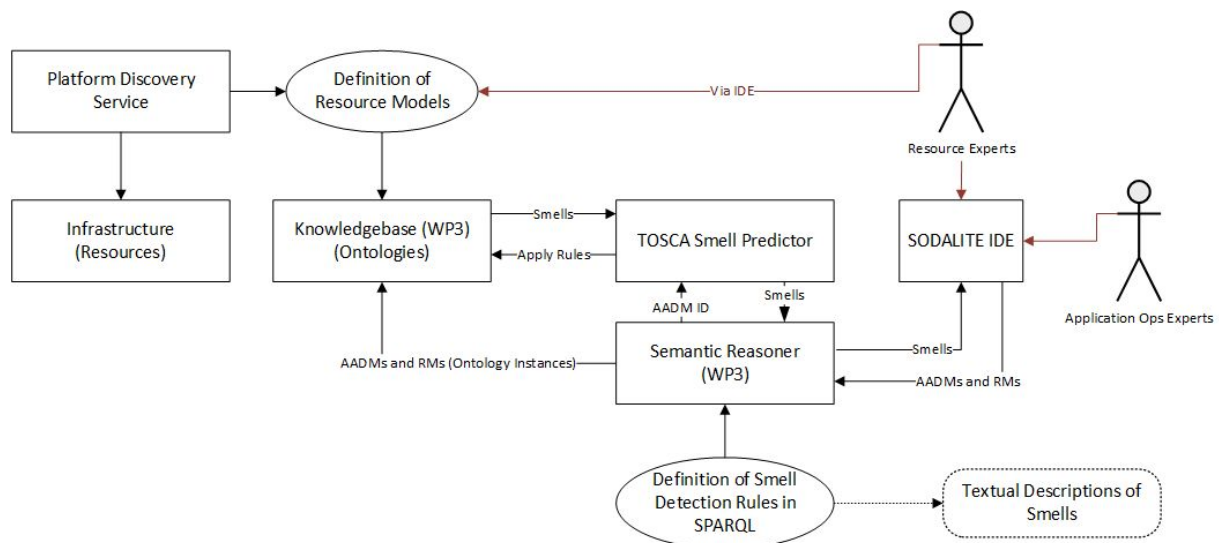 Platform Discovery
Service
Definition of
Resource Models
Via IDE
Resource Experts
Infrastructure
(Resources)
Knowledgebase (WP3)
(Ontologies)
Smells
Apply Rules
TOSCA Smell Predictor
SODALITE IDE
Application Ops Experts
AADM ID
Smells
AADMs and RMs (Ontology Instances)
Semantic Reasoner
(WP3)
Smells
AADMs and RMs
Definition of Smell
Detection Rules in
SPARQL
Textual Descriptions of
Smells